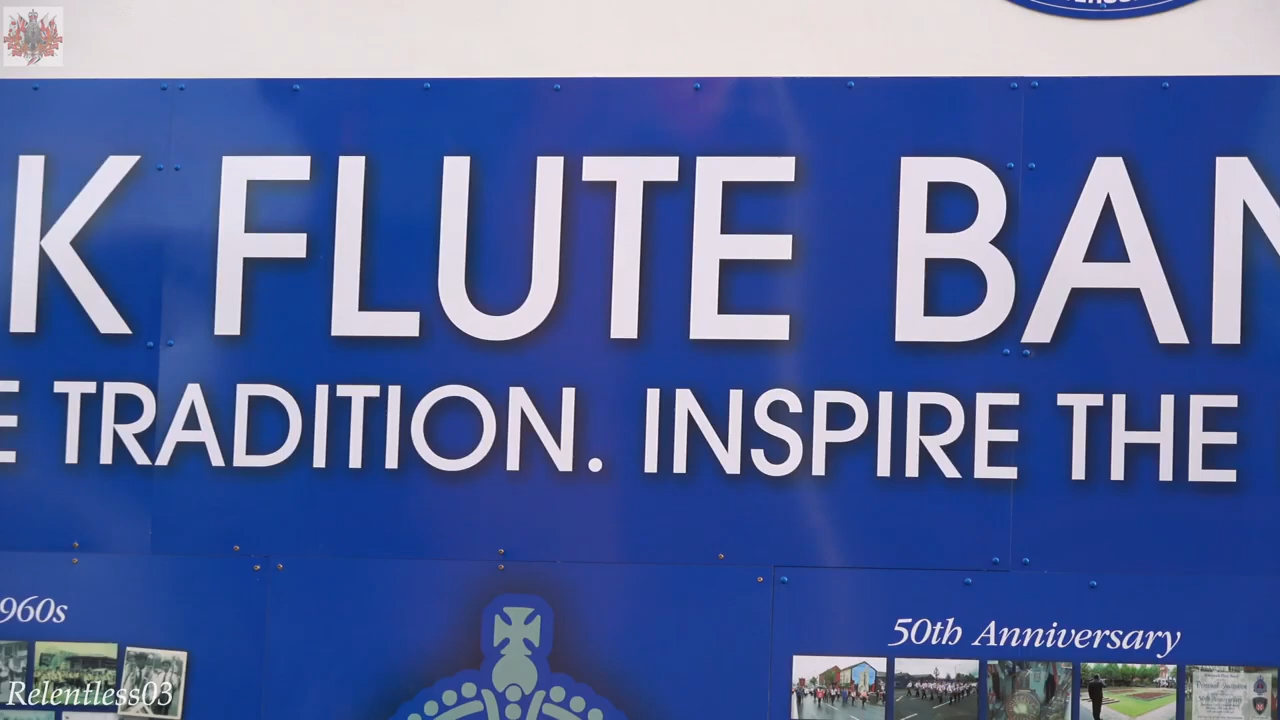 K FLUTE BAN
E TRADITION. INSPIRE THE
960s
50th Anniversary
Relentless03